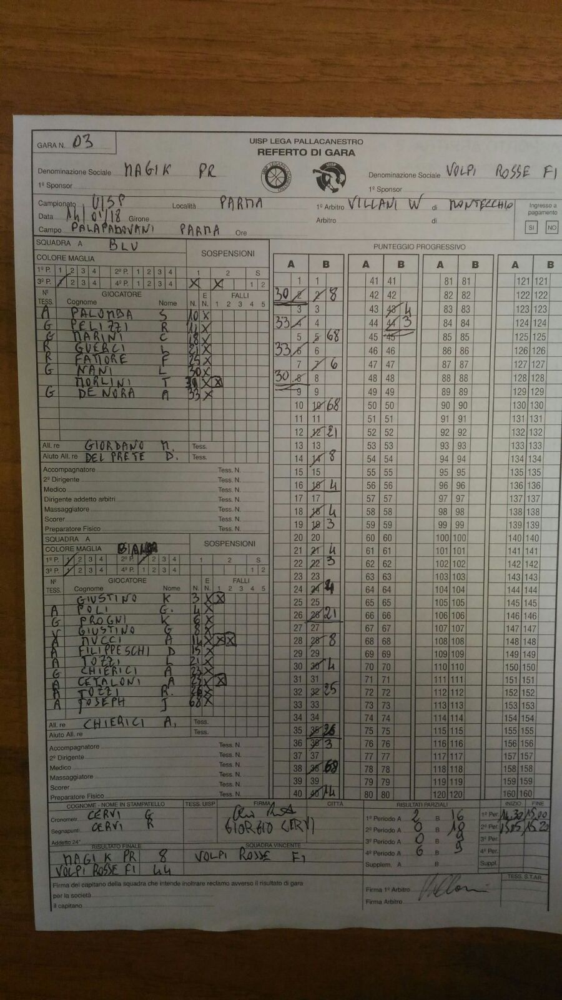 GARA N. 03
UISP LEGA PALLACANESTRO
REFERTO DI GARA
Denominazione Sociale MAGIK PR
1º Sponsor
Denominazione Sociale VOLPI ROSSE FI
1º Sponsor
Campionato UISP Località PARMA
Data 14/01/18 Girone
Campo PALAPADOVANI PARMA Ore
1º Arbitro VILLANI W di MONTECCHIO
Arbitro di
Ingresso a pagamento
SI NO
SQUADRA A BLU
COLORE MAGLIA
SOSPENSIONI
1º P. 1 2 3 4 2º P. 1 2 3 4 1 2 S
3º P. 1 2 3 4 4º P. 1 2 3 4 X X 1 2
Nº TESS. GIOCATORE Cognome Nome N. E N. FALLI 1 2 3 4 5
A PALOMBA S 10 X
G PELIZZI R 11 X
G MARINI C 18 X
R GUERCI L 21 X
R FATTORE F 25 X
G NANI L 30 X
MORLINI T X X
G DE NORA A 33 X
All. re GIORDANO M. Tess.
Aiuto All. re DEL PRETE D. Tess.
Accompagnatore Tess. N.
2º Dirigente Tess. N.
Medico Tess. N.
Dirigente addetto arbitri Tess. N.
Massaggiatore Tess. N.
Scorer Tess. N.
Preparatore Fisico Tess. N.
SQUADRA A
COLORE MAGLIA
SOSPENSIONI
1º P. 1 2 3 4 2º P. 1 2 3 4 1 2 S
3º P. 1 2 3 4 4º P. 1 2 3 4 1 2
Nº TESS. GIOCATORE Cognome Nome N. E N. FALLI 1 2 3 4 5
GIUSTINO K 3 X X
A POLI G. 4 X
G PROGNI K 6 X
GIUSTINO G 8 X
A MUCCI A 14 X X X
A FILIPPESCHI D 15 X
A TOZZI L 21 X
G CHIERICI A 23 X
A CETALONI A 25 X X
A TOZZI R. 26 X
A JOSEPH J 68 X
All. re CHIERICI A. Tess.
Aiuto All. re Tess.
Accompagnatore Tess. N.
2º Dirigente Tess. N.
Medico Tess. N.
Massaggiatore Tess. N.
Scorer Tess. N.
Preparatore Fisico Tess. N.
PUNTEGGIO PROGRESSIVO
A B A B A B A B
1 1 41 41 81 81 121 121
30 2 2 8 42 42 82 82 122 122
3 3 43 43 4 83 83 123 123
33 4 4 44 44 3 84 84 124 124
5 5 68 45 45 85 85 125 125
33 6 6 46 46 86 86 126 126
7 7 6 47 47 87 87 127 127
30 8 8 48 48 88 88 128 128
9 9 49 49 89 89 129 129
10 10 68 50 50 90 90 130 130
11 11 51 51 91 91 131 131
12 12 21 52 52 92 92 132 132
13 13 53 53 93 93 133 133
14 14 8 54 54 94 94 134 134
15 15 55 55 95 95 135 135
16 16 4 56 56 96 96 136 136
17 17 57 57 97 97 137 137
18 18 4 58 58 98 98 138 138
19 19 3 59 59 99 99 139 139
20 20 60 60 100 100 140 140
21 21 4 61 61 101 101 141 141
22 22 3 62 62 102 102 142 142
23 23 63 63 103 103 143 143
24 24 4 64 64 104 104 144 144
25 25 65 65 105 105 145 145
26 26 21 66 66 106 106 146 146
27 27 67 67 107 107 147 147
28 28 8 68 68 108 108 148 148
29 29 69 69 109 109 149 149
30 30 4 70 70 110 110 150 150
31 31 71 71 111 111 151 151
32 32 25 72 72 112 112 152 152
33 33 73 73 113 113 153 153
34 34 74 74 114 114 154 154
35 35 26 75 75 115 115 155 155
36 36 3 76 76 116 116 156 156
37 37 77 77 117 117 157 157
38 38 68 78 78 118 118 158 158
39 39 79 79 119 119 159 159
40 40 14 80 80 120 120 160 160
COGNOME - NOME IN STAMPATELLO TESS. UISP FIRMA CITTÀ
Cronometr. CERVI G
Segnapunti CERVI R GIORGIO CERVI
Addetto 24"
RISULTATI PARZIALI INIZIO FINE
1º Periodo A 2 B 16 1º Per. 14,30 15,00
2º Periodo A 0 B 10 2º Per. 15,05 15,20
3º Periodo A 0 B 9 3º Per.
4º Periodo A 6 B 9 4º Per.
Supplem. A B Suppl.
RISULTATO FINALE SQUADRA VINCENTE
MAGIK PR 8 VOLPI ROSSE FI
VOLPI ROSSE FI 44
Firma del capitano della squadra che intende inoltrare reclamo avverso il risultato di gara
per la società
il capitano
TESS. S.T.AR.
Firma 1º Arbitro
Firma Arbitro